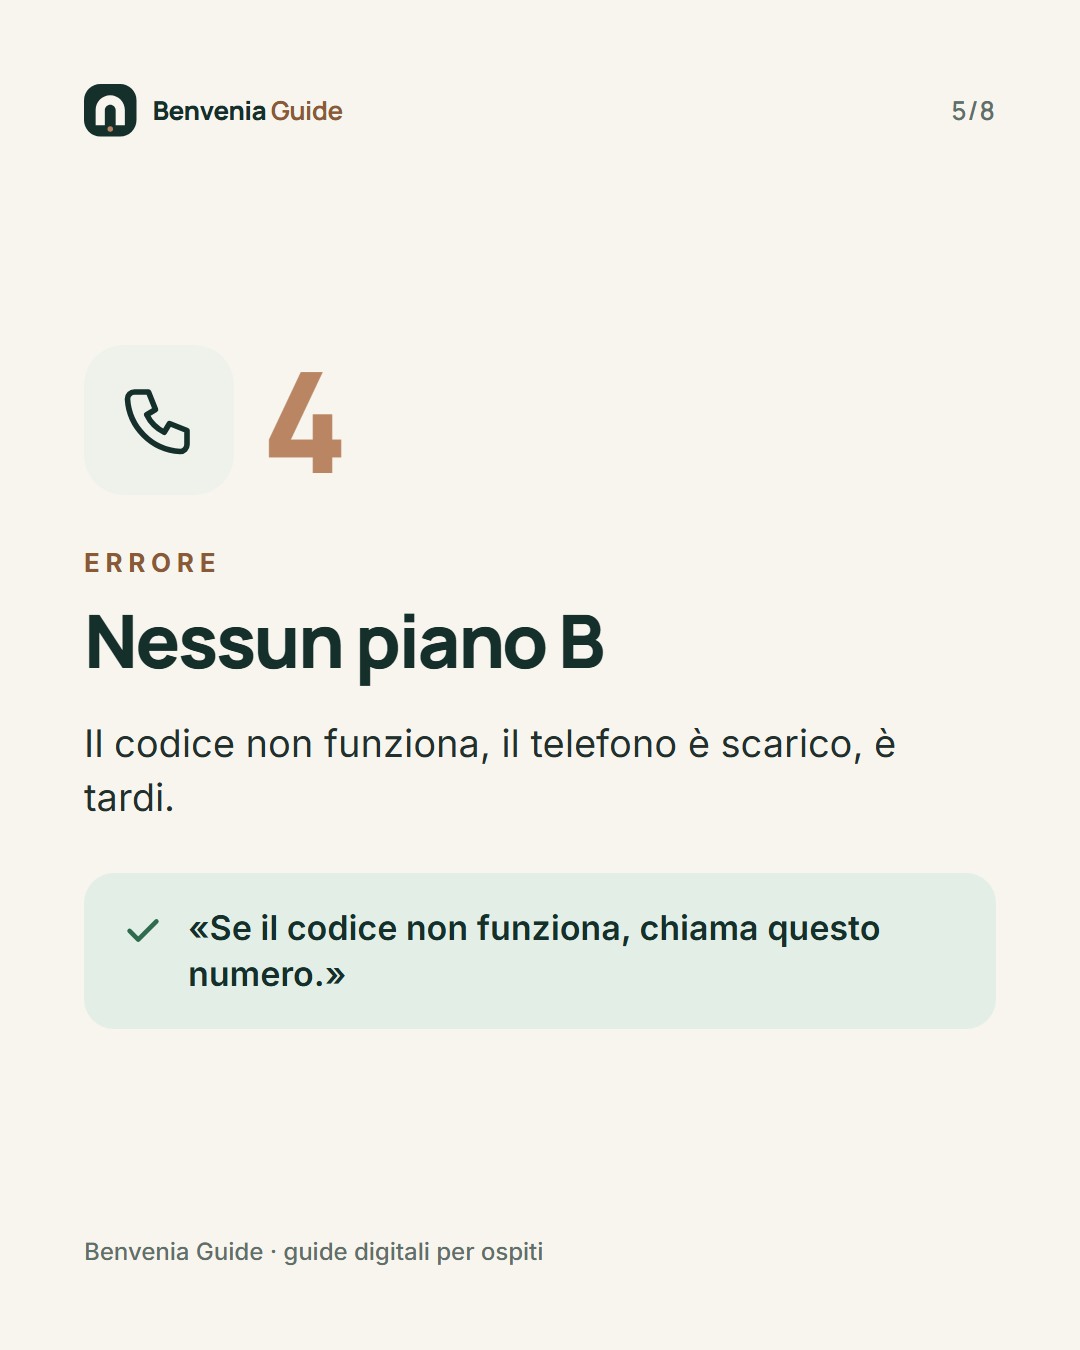 Benvenia Guide
5/8
4
ERRORE
Nessun piano B
Il codice non funziona, il telefono è scarico, è
tardi.
«Se il codice non funziona, chiama questo
numero.»
Benvenia Guide · guide digitali per ospiti